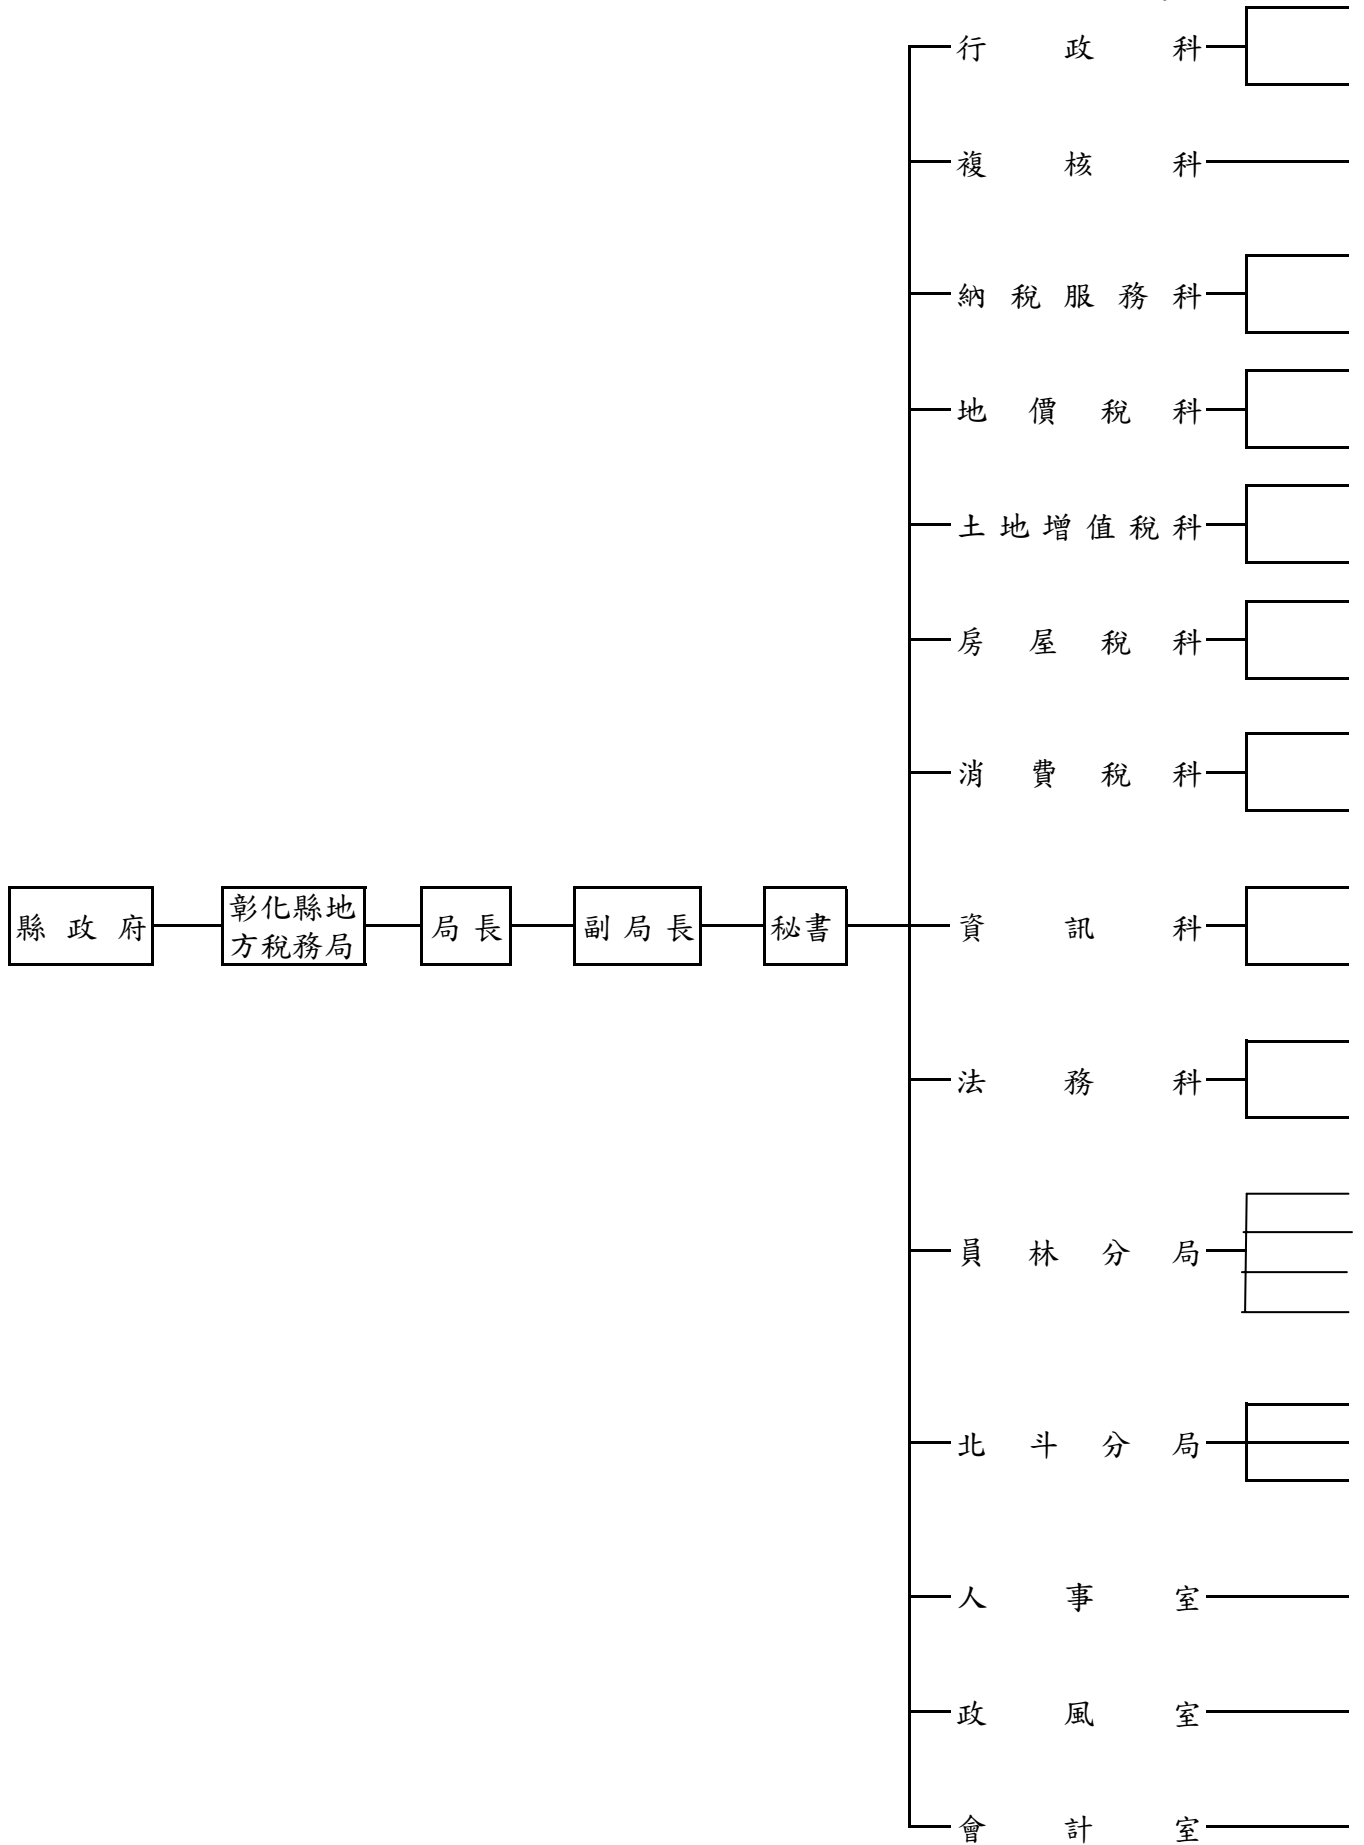 行政科
複核科
納稅服務科
地價稅科
土地增值稅科
房屋稅科
消費稅科
縣政府
彰化縣地
方稅務局
局長
副局長
秘書
資訊科
法務科
員林分局
北斗分局
人事室
政風室
會計室